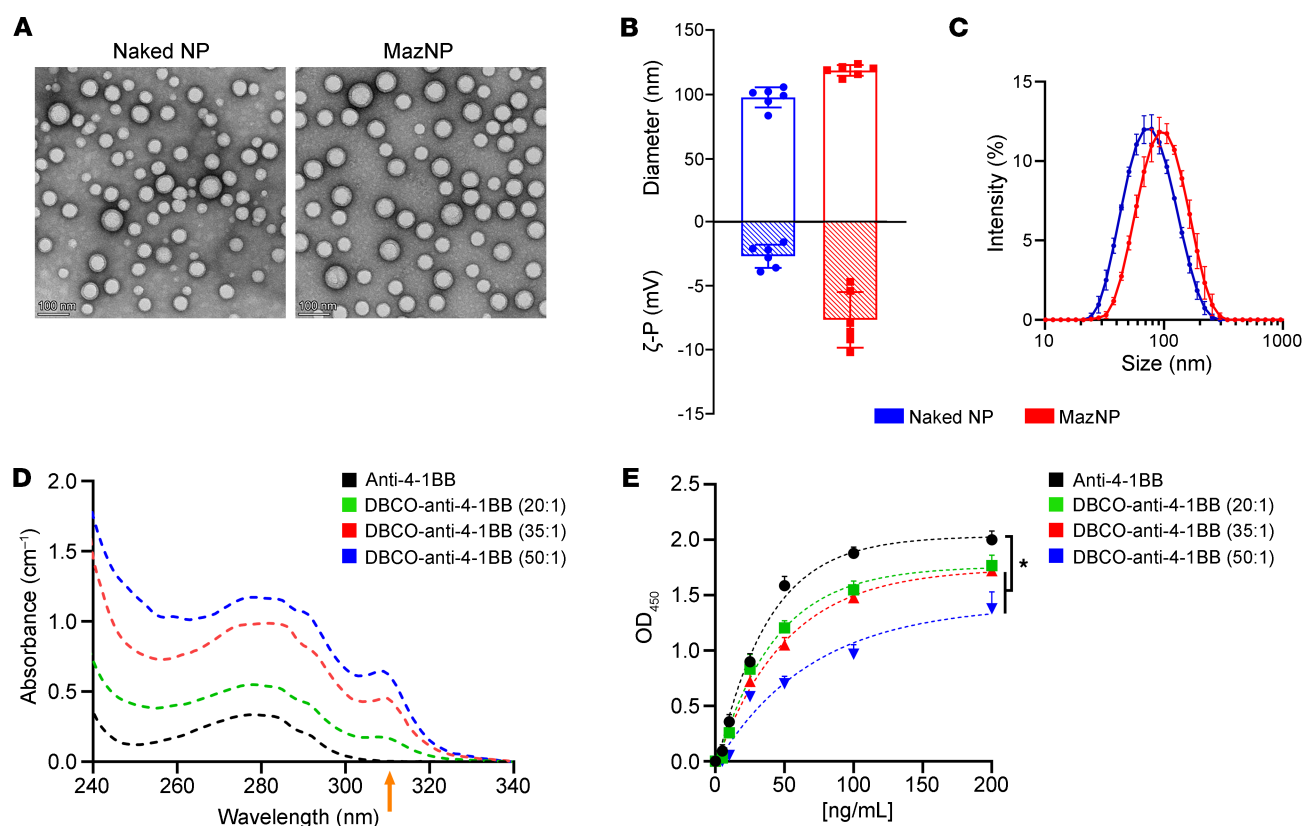 A
Naked NP
MazNP
100 nm
100 nm
B
Diameter (nm)
ζ-P (mV)
150
100
50
0
-5
-10
-15
C
Intensity (%)
15
10
5
0
10
100
1000
Size (nm)
Naked NP
MazNP
D
Absorbance (cm⁻¹)
2.0
1.5
1.0
0.5
0.0
240
260
280
300
320
340
Wavelength (nm)
Anti-4-1BB
DBCO-anti-4-1BB (20:1)
DBCO-anti-4-1BB (35:1)
DBCO-anti-4-1BB (50:1)
E
OD₄₅₀
2.5
2.0
1.5
1.0
0.5
0.0
0
50
100
150
200
[ng/mL]
*
Anti-4-1BB
DBCO-anti-4-1BB (20:1)
DBCO-anti-4-1BB (35:1)
DBCO-anti-4-1BB (50:1)